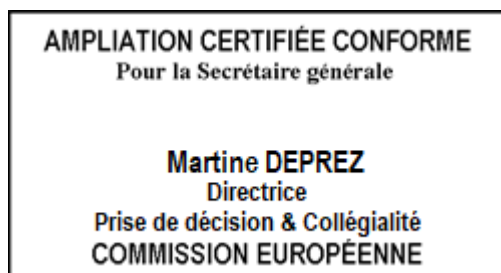 AMPLIATION CERTIFIÉE CONFORME
Pour la Secrétaire générale
Martine DEPREZ
Directrice
Prise de décision & Collégialité
COMMISSION EUROPÉENNE